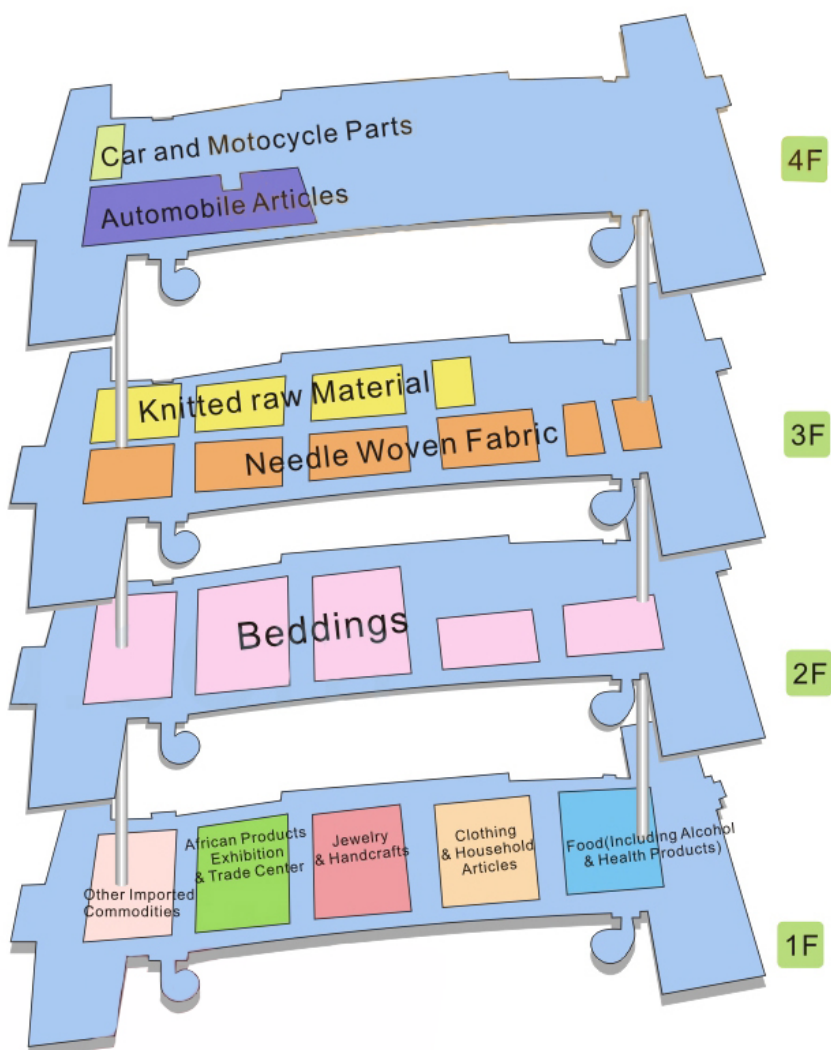 Car and Motocycle Parts
4F
Automobile Articles
Knitted raw Material
Needle Woven Fabric
3F
Beddings
2F
Other Imported
Commodities
African Products
Exhibition
& Trade Center
Jewelry
& Handcrafts
Clothing
& Household
Articles
Food(Including Alcohol
& Health Products)
1F